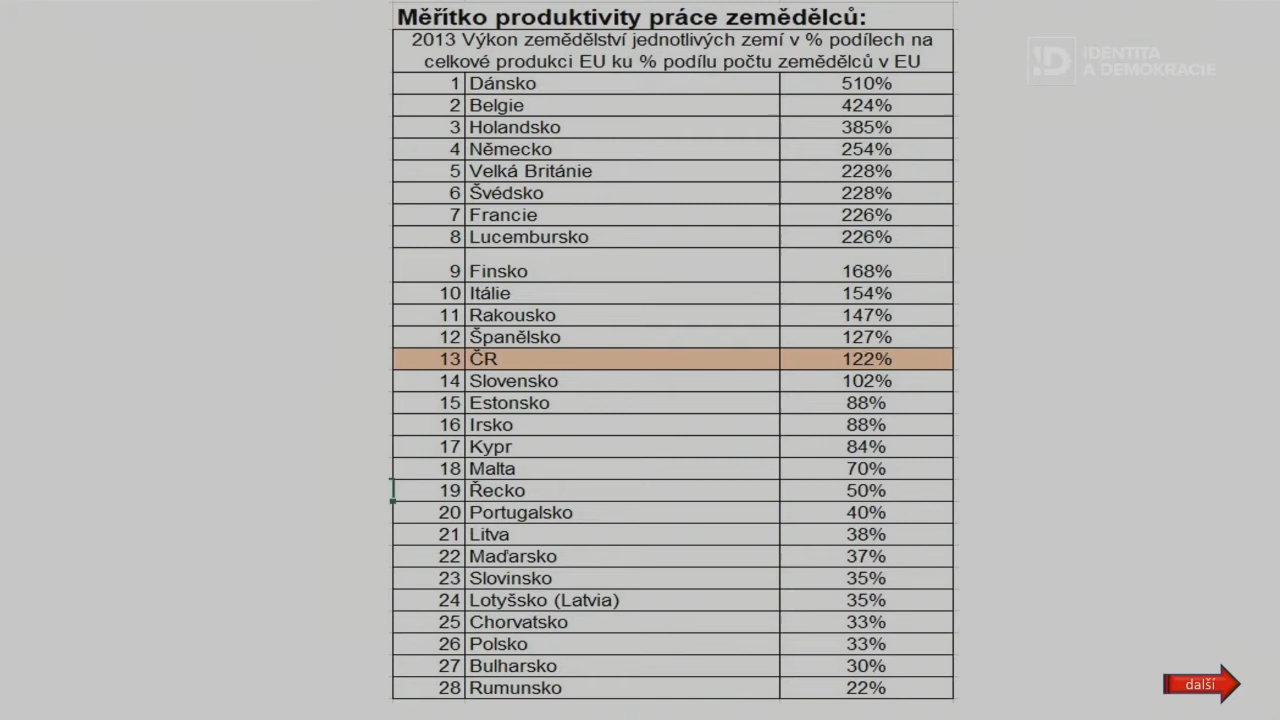 Měřítko produktivity práce zemědělců:
2013 Výkon zemědělství jednotlivých zemí v % podílech na
celkové produkci EU ku % podílu počtu zemědělců v EU
1 Dánsko 510%
2 Belgie 424%
3 Holandsko 385%
4 Německo 254%
5 Velká Británie 228%
6 Švédsko 228%
7 Francie 226%
8 Lucembursko 226%
9 Finsko 168%
10 Itálie 154%
11 Rakousko 147%
12 Španělsko 127%
13 ČR 122%
14 Slovensko 102%
15 Estonsko 88%
16 Irsko 88%
17 Kypr 84%
18 Malta 70%
19 Řecko 50%
20 Portugalsko 40%
21 Litva 38%
22 Maďarsko 37%
23 Slovinsko 35%
24 Lotyšsko (Latvia) 35%
25 Chorvatsko 33%
26 Polsko 33%
27 Bulharsko 30%
28 Rumunsko 22%
ID IDENTITA
A DEMOKRACIE
další